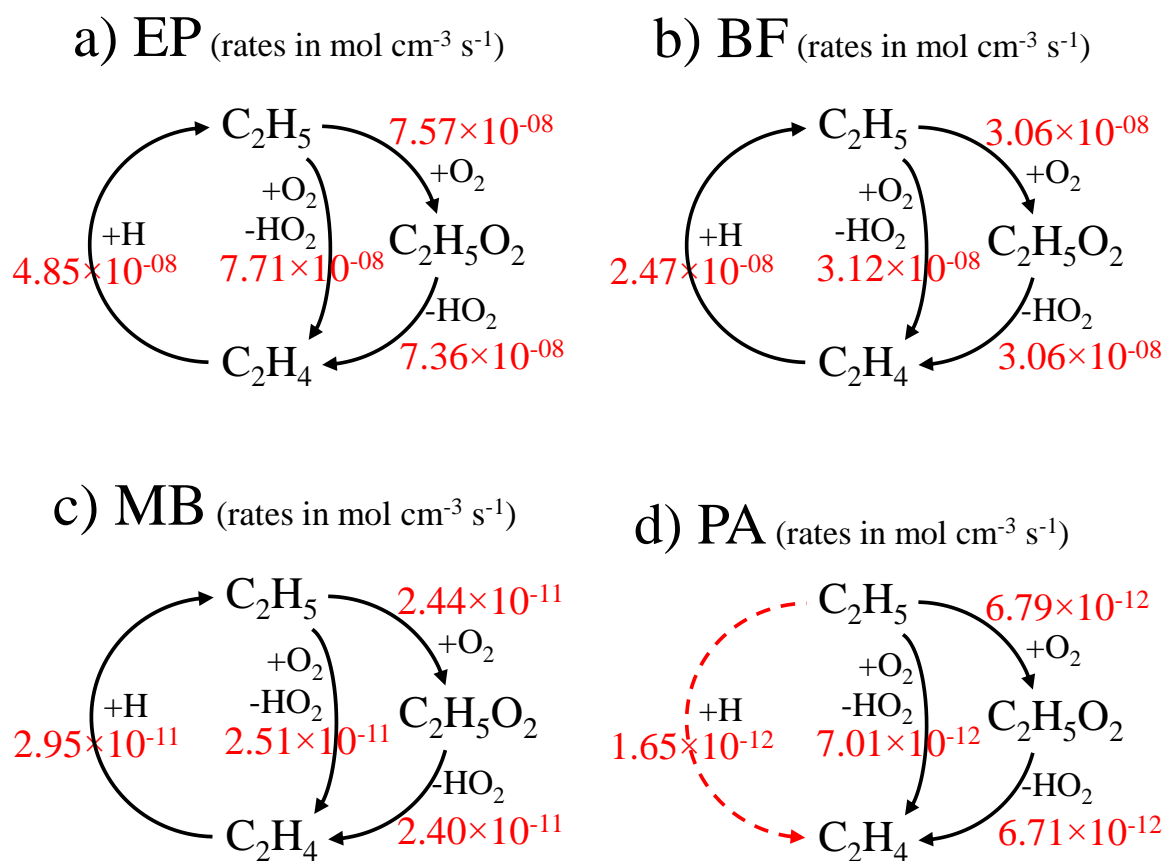 a) EP (rates in mol cm⁻³ s⁻¹)
C₂H₅
7.57×10⁻⁰⁸
+O₂
+O₂
-HO₂
+H
4.85×10⁻⁰⁸
7.71×10⁻⁰⁸
C₂H₅O₂
-HO₂
C₂H₄
7.36×10⁻⁰⁸
b) BF (rates in mol cm⁻³ s⁻¹)
C₂H₅
3.06×10⁻⁰⁸
+O₂
+O₂
-HO₂
+H
2.47×10⁻⁰⁸
3.12×10⁻⁰⁸
C₂H₅O₂
-HO₂
C₂H₄
3.06×10⁻⁰⁸
c) MB (rates in mol cm⁻³ s⁻¹)
C₂H₅
2.44×10⁻¹¹
+O₂
+O₂
-HO₂
+H
2.95×10⁻¹¹
2.51×10⁻¹¹
C₂H₅O₂
-HO₂
C₂H₄
2.40×10⁻¹¹
d) PA (rates in mol cm⁻³ s⁻¹)
C₂H₅
6.79×10⁻¹²
+O₂
+O₂
-HO₂
+H
1.65×10⁻¹²
7.01×10⁻¹²
C₂H₅O₂
-HO₂
C₂H₄
6.71×10⁻¹²